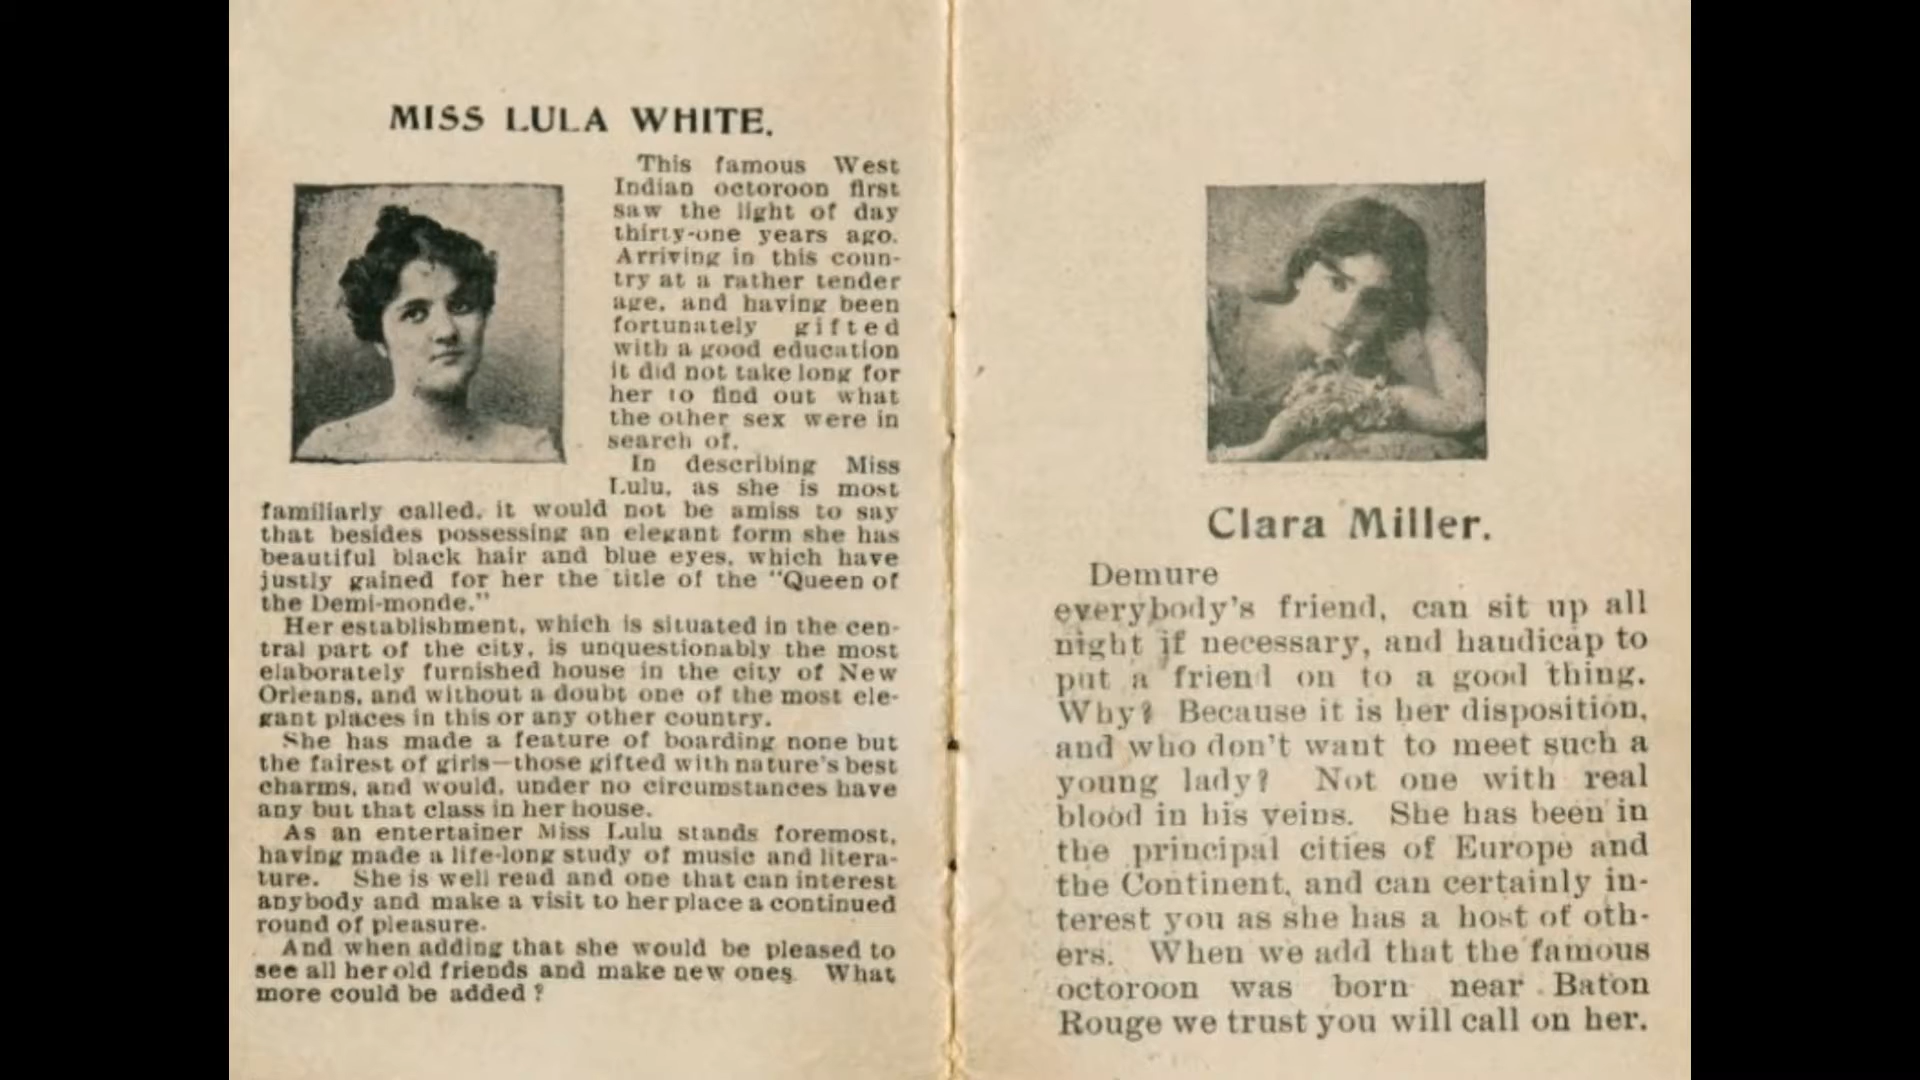 MISS LULA WHITE.
This famous West
Indian octoroon first
saw the light of day
thirty-one years ago.
Arriving in this coun-
try at a rather tender
age, and having been
fortunately gifted
with a good education
it did not take long for
her to find out what
the other sex were in
search of.
In describing Miss
Lulu, as she is most
familiarly called, it would not be amiss to say
that besides possessing an elegant form she has
beautiful black hair and blue eyes, which have
justly gained for her the title of the "Queen of
the Demi-monde."
Her establishment, which is situated in the cen-
tral part of the city, is unquestionably the most
elaborately furnished house in the city of New
Orleans, and without a doubt one of the most ele-
gant places in this or any other country.
She has made a feature of boarding none but
the fairest of girls—those gifted with nature's best
charms, and would, under no circumstances have
any but that class in her house.
As an entertainer Miss Lulu stands foremost,
having made a life-long study of music and litera-
ture. She is well read and one that can interest
anybody and make a visit to her place a continued
round of pleasure.
And when adding that she would be pleased to
see all her old friends and make new ones. What
more could be added?
Clara Miller.
Demure
everybody's friend, can sit up all
night if necessary, and handicap to
put a friend on to a good thing.
Why? Because it is her disposition,
and who don't want to meet such a
young lady? Not one with real
blood in his veins. She has been in
the principal cities of Europe and
the Continent, and can certainly in-
terest you as she has a host of oth-
ers. When we add that the famous
octoroon was born near Baton
Rouge we trust you will call on her.